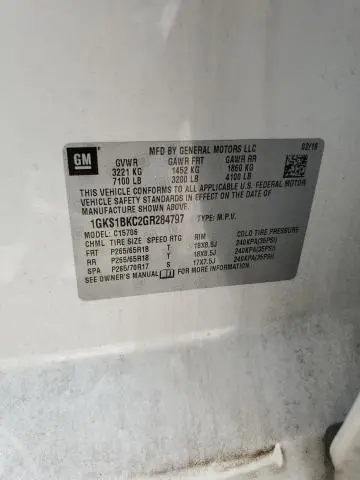 GM
MFD BY GENERAL MOTORS LLC
02/16
GVWR GAWR FRT GAWR RR
3221 KG 1452 KG 1860 KG
7100 LB 3200 LB 4100 LB
THIS VEHICLE CONFORMS TO ALL APPLICABLE U.S. FEDERAL MOTOR
VEHICLE SAFETY STANDARDS IN EFFECT ON THE DATE OF
MANUFACTURE SHOWN ABOVE.
1GKS1BKC2GR284797 TYPE: M.P.V.
MODEL: C15706
TIRE SIZE SPEED RTG RIM COLD TIRE PRESSURE
FRT P265/65R18 T 18X8.5J 240KPA(35PSI)
RR P265/65R18 T 18X8.5J 240KPA(35PSI)
SPA P265/70R17 S 17X7.5J 240KPA(35PSI)
SEE OWNER'S MANUAL FOR ADDITIONAL INFORMATION.